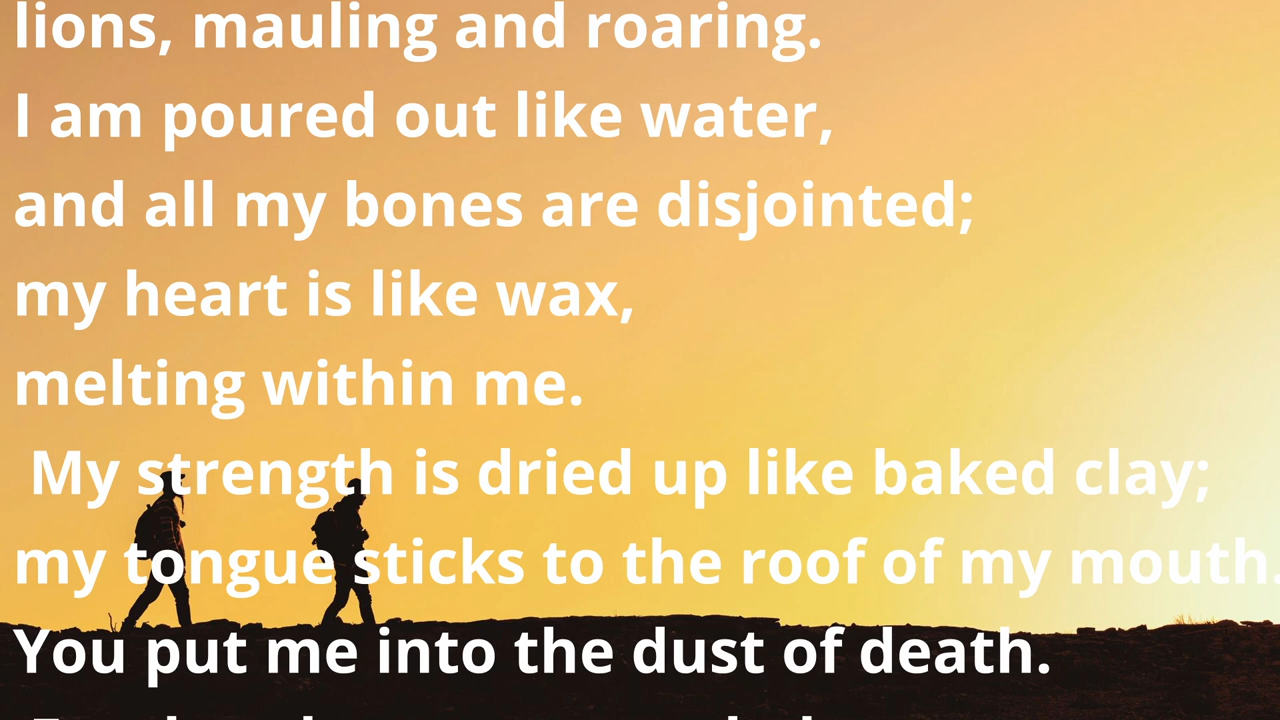 lions, mauling and roaring.
I am poured out like water,
and all my bones are disjointed;
my heart is like wax,
melting within me.
My strength is dried up like baked clay;
my tongue sticks to the roof of my mouth.
You put me into the dust of death.